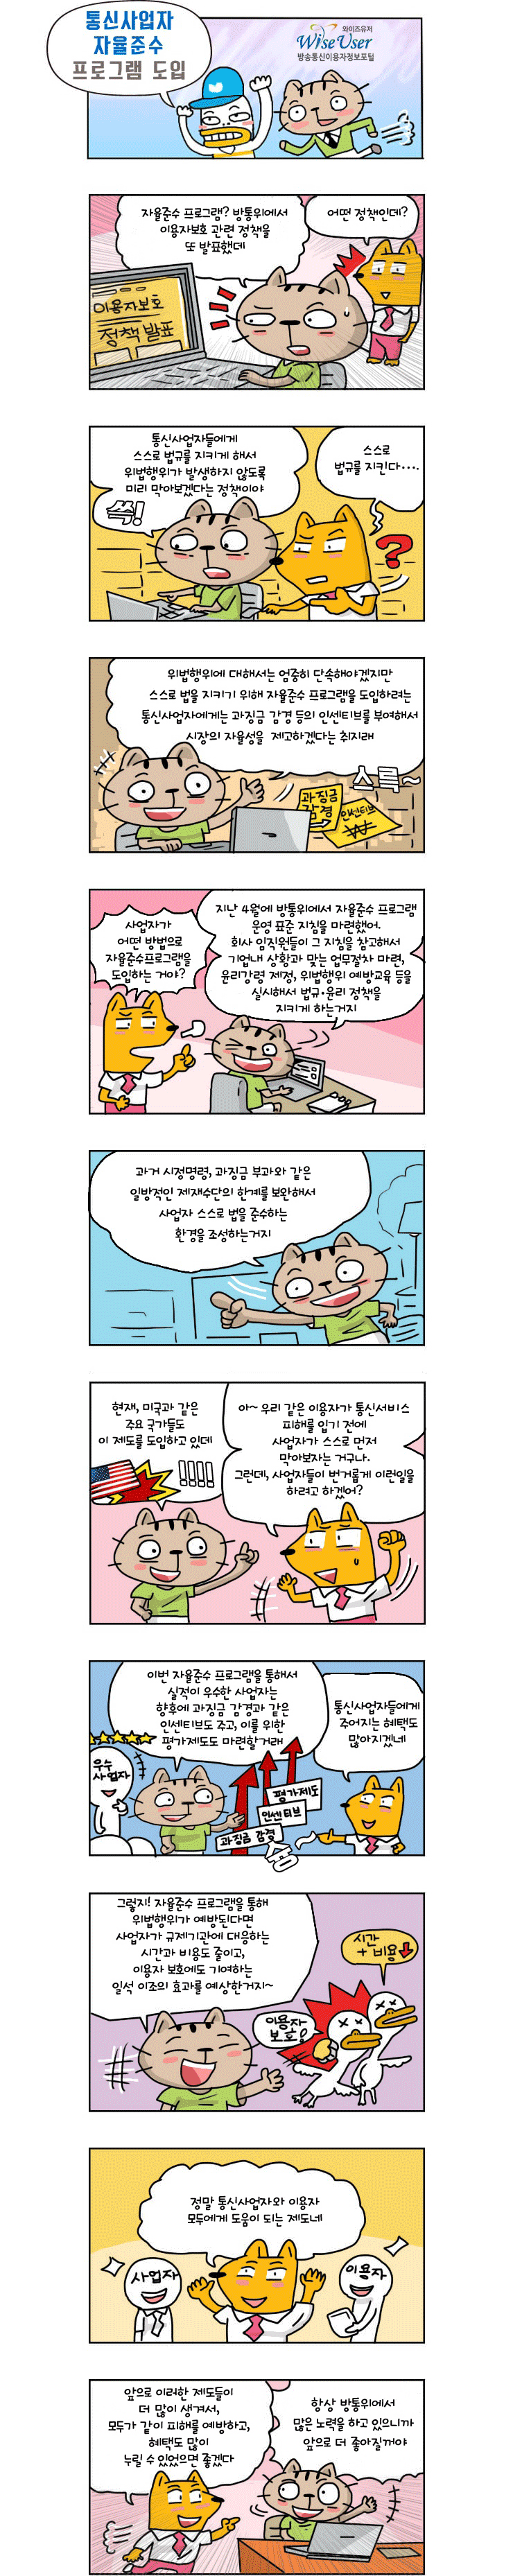 통신사업자
자율준수
프로그램 도입
와이즈유저
Wise User
방송통신이용자정보포털
자율준수 프로그램? 방통위에서
이용자보호 관련 정책을
또 발표했데
어떤 정책인데?
이용자보호
정책 발표
통신사업자들에게
스스로 법규를 지키게 해서
위법행위가 발생하지 않도록
미리 막아보겠다는 정책이야
스스로
법규를 지킨다····.
쓱!
?
위법행위에 대해서는 엄중히 단속해야겠지만
스스로 법을 지키기 위해 자율준수 프로그램을 도입하려는
통신사업자에게는 과징금 감경 등의 인센티브를 부여해서
시장의 자율성을 제고하겠다는 취지래
스륵~
과징금
감경
인센티브
₩
사업자가
어떤 방법으로
자율준수프로그램을
도입하는 거야?
지난 4월에 방통위에서 자율준수 프로그램
운영 표준 지침을 마련했어.
회사 임직원들이 그 지침을 참고해서
기업내 상황과 맞는 업무절차 마련,
윤리강령 제정, 위법행위 예방교육 등을
실시해서 법규·윤리 정책을
지키게 하는거지
과거 시정명령, 과징금 부과와 같은
일방적인 제재수단의 한계를 보완해서
사업자 스스로 법을 준수하는
환경을 조성하는거지
현재, 미국과 같은
주요 국가들도
이 제도를 도입하고 있데
!!!!
아~ 우리 같은 이용자가 통신서비스
피해를 입기 전에
사업자가 스스로 먼저
막아보자는 거구나.
그런데, 사업자들이 번거롭게 이런일을
하려고 하겠어?
이번 자율준수 프로그램을 통해서
실적이 우수한 사업자는
향후에 과징금 감경과 같은
인센티브도 주고, 이를 위한
평가제도도 마련할거래
통신사업자들에게
주어지는 혜택도
많아지겠네
우수
사업자
평가제도
인센티브
과징금 감경
슝
그렇지! 자율준수 프로그램을 통해
위법행위가 예방된다면
사업자가 규제기관에 대응하는
시간과 비용도 줄이고,
이용자 보호에도 기여하는
일석 이조의 효과를 예상한거지~
시간
+ 비용
이용자
보호!
정말 통신사업자와 이용자
모두에게 도움이 되는 제도네
사업자
이용자
앞으로 이러한 제도들이
더 많이 생겨서,
모두가 같이 피해를 예방하고,
혜택도 많이
누릴 수 있었으면 좋겠다
항상 방통위에서
많은 노력을 하고 있으니까
앞으로 더 좋아질꺼야